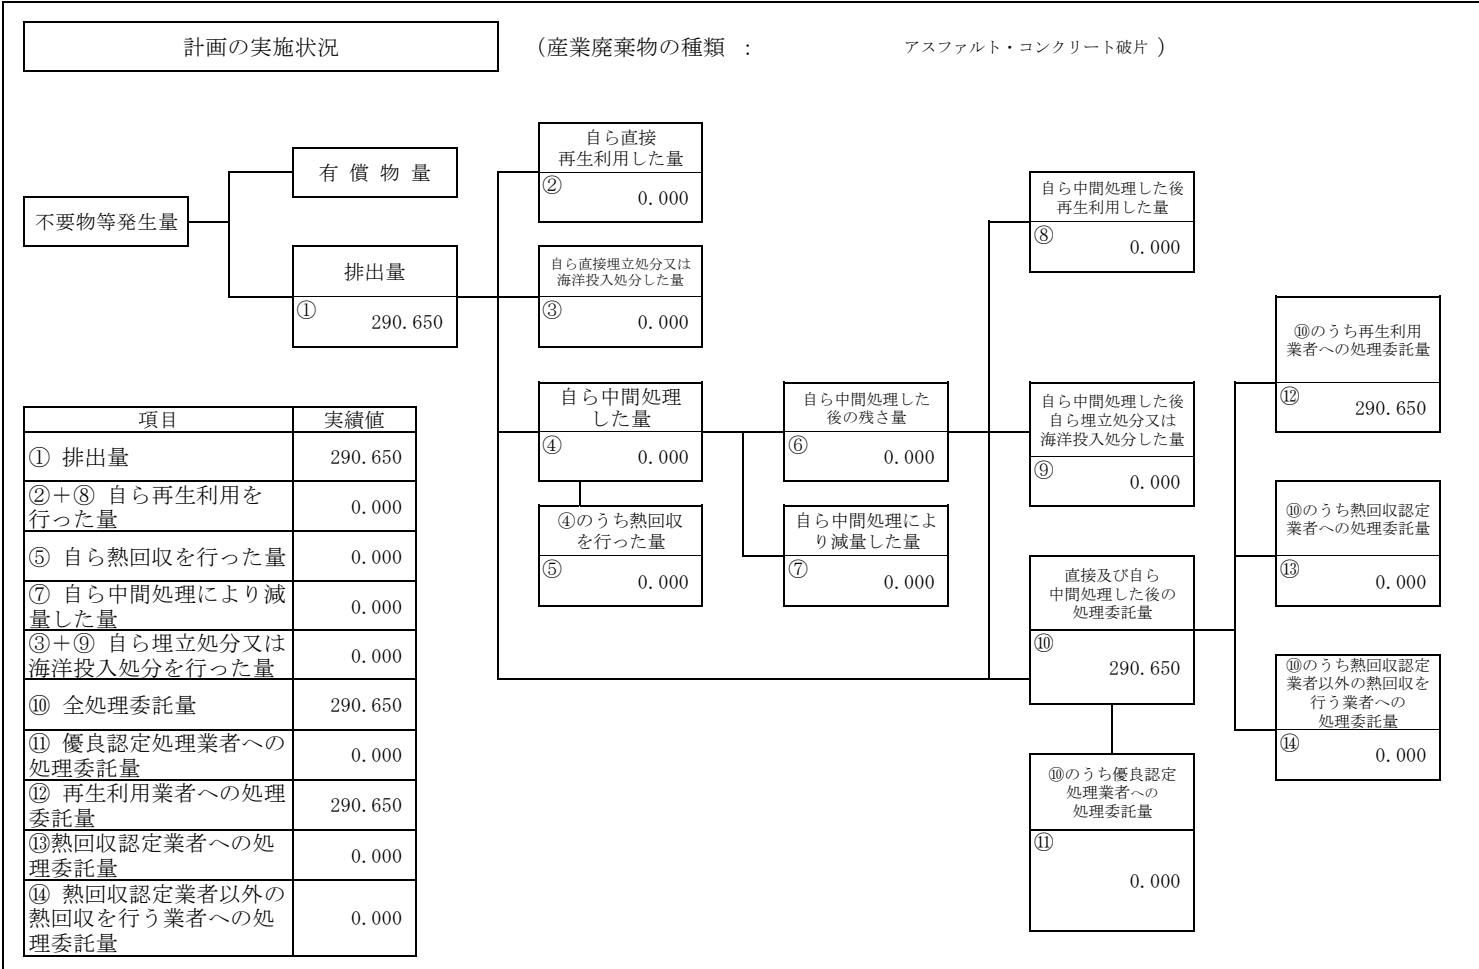 計画の実施状況
（産業廃棄物の種類 ： アスファルト・コンクリート破片 ）
不要物等発生量
有 償 物 量
排出量
① 290.650
自ら直接
再生利用した量
② 0.000
自ら直接埋立処分又は
海洋投入処分した量
③ 0.000
自ら中間処理
した量
④ 0.000
④のうち熱回収
を行った量
⑤ 0.000
自ら中間処理した
後の残さ量
⑥ 0.000
自ら中間処理によ
り減量した量
⑦ 0.000
自ら中間処理した後
再生利用した量
⑧ 0.000
自ら中間処理した後
自ら埋立処分又は
海洋投入処分した量
⑨ 0.000
直接及び自ら
中間処理した後の
処理委託量
⑩ 290.650
⑩のうち優良認定
処理業者への
処理委託量
⑪ 0.000
⑩のうち再生利用
業者への処理委託量
⑫ 290.650
⑩のうち熱回収認定
業者への処理委託量
⑬ 0.000
⑩のうち熱回収認定
業者以外の熱回収を
行う業者への
処理委託量
⑭ 0.000
項目 実績値
① 排出量 290.650
②＋⑧ 自ら再生利用を
行った量 0.000
⑤ 自ら熱回収を行った量 0.000
⑦ 自ら中間処理により減
量した量 0.000
③＋⑨ 自ら埋立処分又は
海洋投入処分を行った量 0.000
⑩ 全処理委託量 290.650
⑪ 優良認定処理業者への
処理委託量 0.000
⑫ 再生利用業者への処理
委託量 290.650
⑬熱回収認定業者への処
理委託量 0.000
⑭ 熱回収認定業者以外の
熱回収を行う業者への処
理委託量 0.000